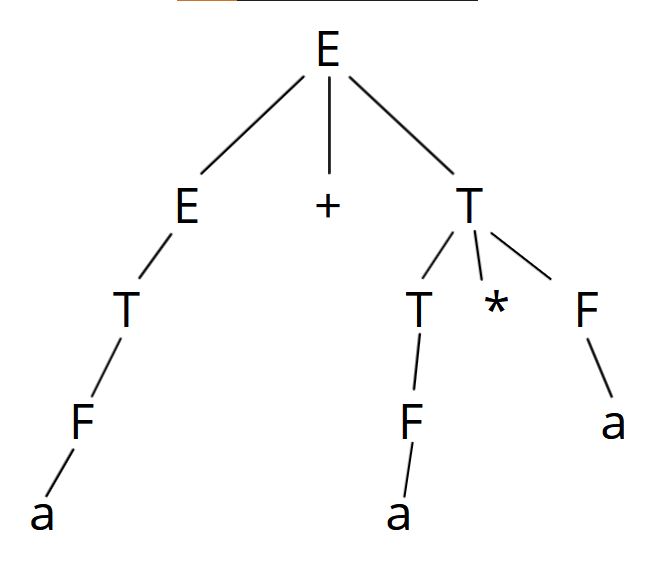 E
E + T
T T * F
F F a
a a